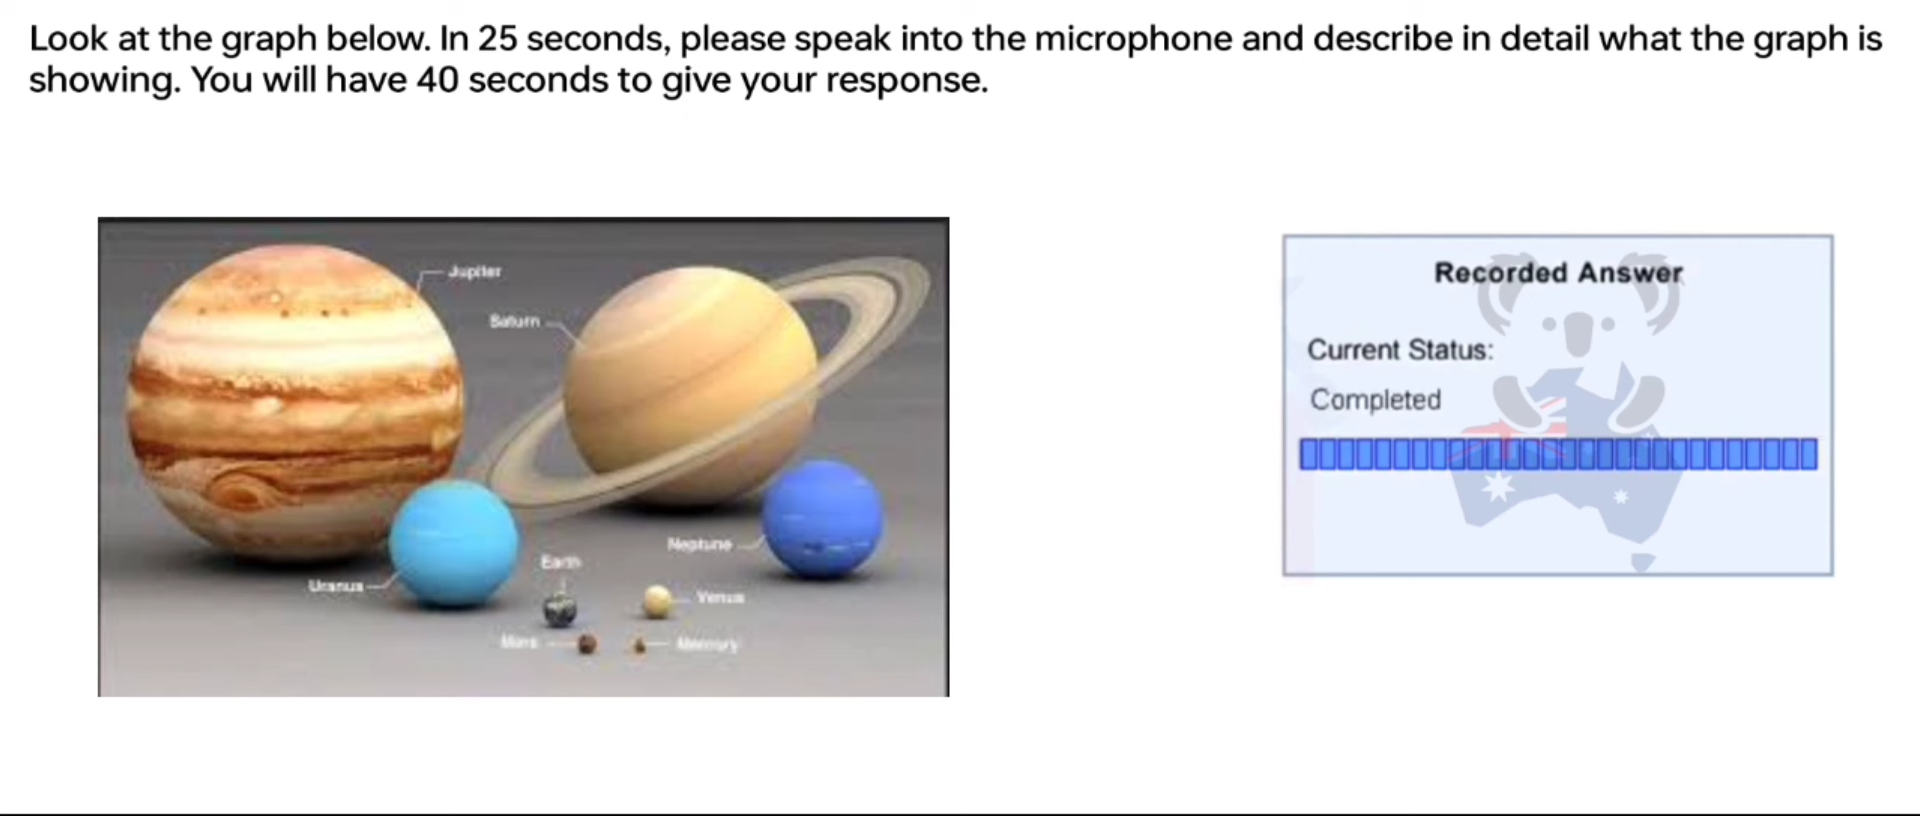 Look at the graph below. In 25 seconds, please speak into the microphone and describe in detail what the graph is
showing. You will have 40 seconds to give your response.
Jupiter
Saturn
Neptune
Earth
Uranus
Venus
Mars
Mercury
Recorded Answer
Current Status:
Completed